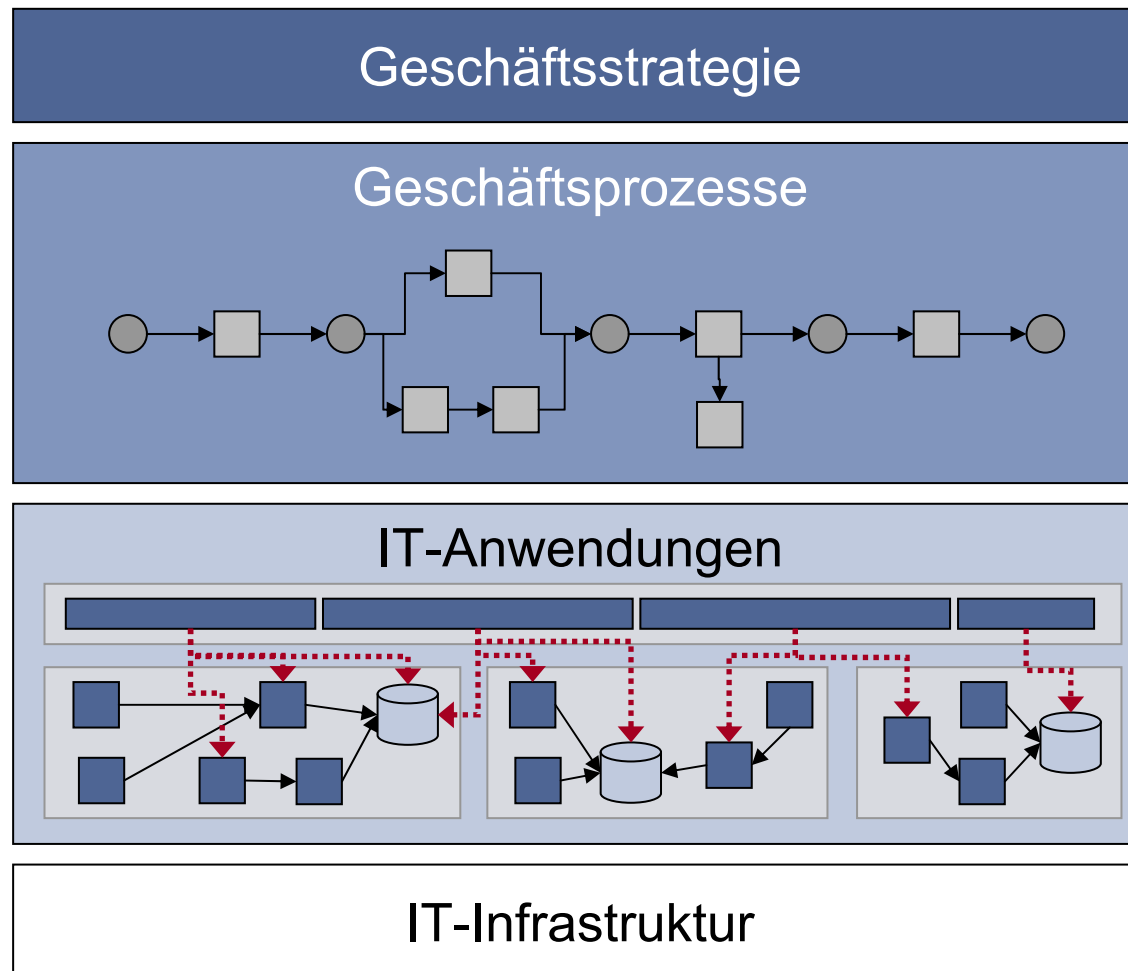 Geschäftsstrategie
Geschäftsprozesse
IT-Anwendungen
IT-Infrastruktur